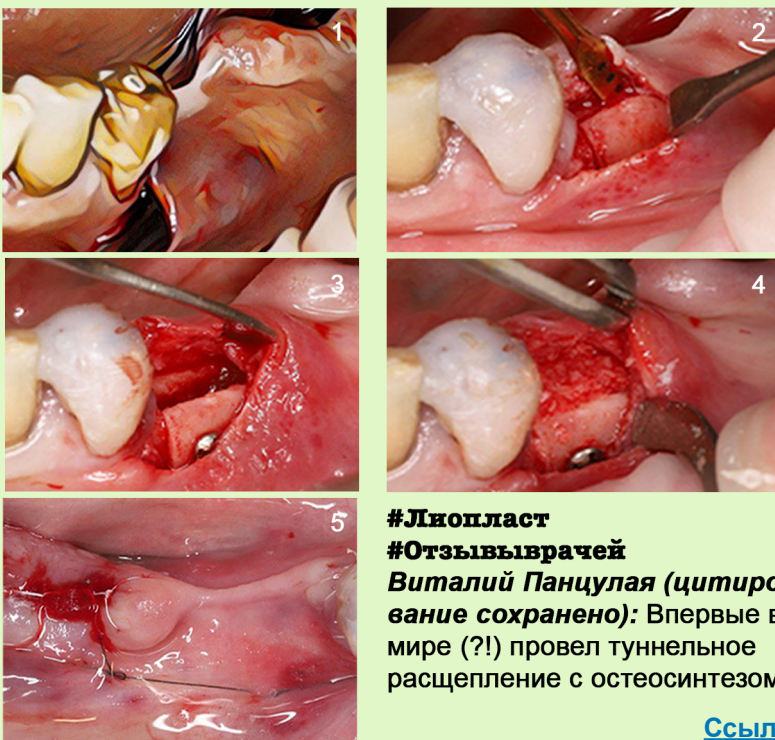 1
2
3
4
5
#Лиопласт
#Отзывыврачей
Виталий Панцулая (цитиро
вание сохранено): Впервые в
мире (?!) провел туннельное
расщепление с остеосинтезом
Ссыл